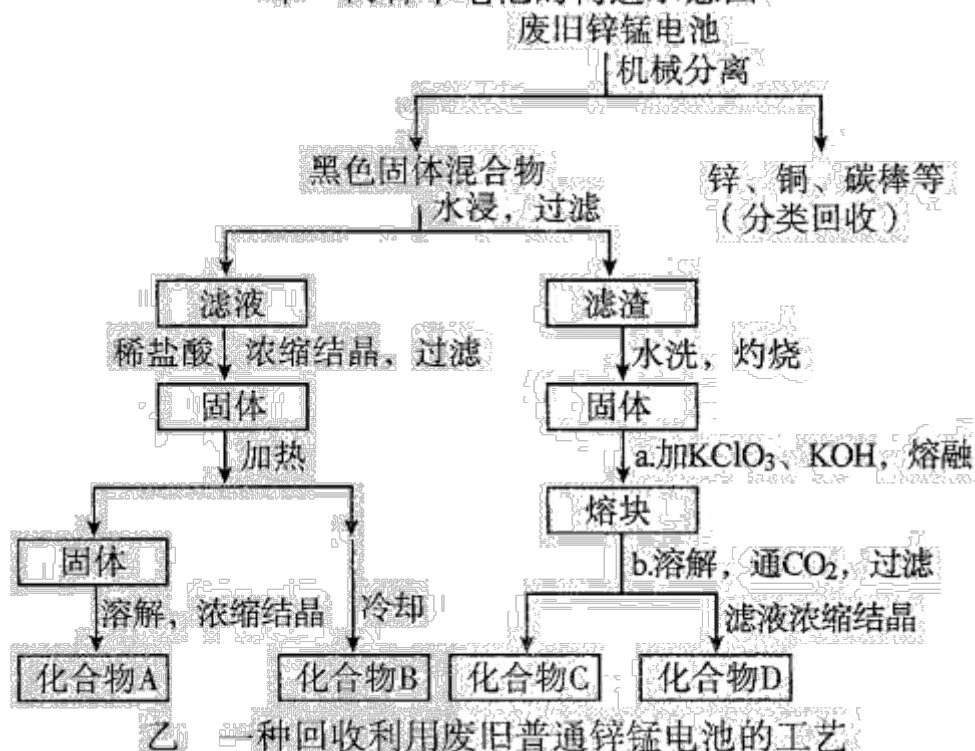 废旧锌锰电池
机械分离
黑色固体混合物
锌、铜、碳棒等
（分类回收）
水浸，过滤
滤液
滤渣
稀盐酸 浓缩结晶，过滤
水洗，灼烧
固体
固体
加热
a.加KClO₃、KOH，熔融
熔块
固体
b.溶解，通CO₂，过滤
溶解，浓缩结晶
冷却
滤液浓缩结晶
化合物A
化合物B
化合物C
化合物D
乙 一种回收利用废旧普通锌锰电池的工艺